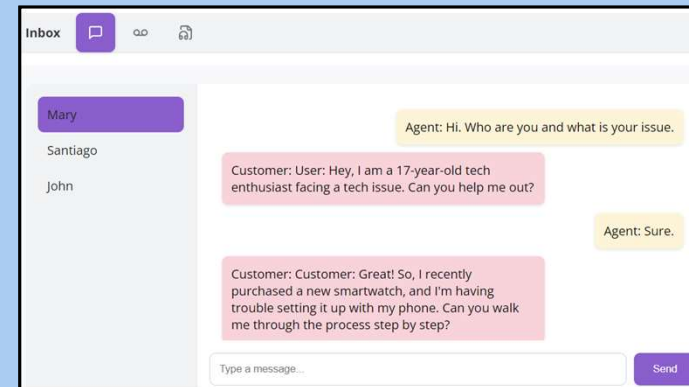 Inbox
Mary
Santiago
John
Agent: Hi. Who are you and what is your issue.
Customer: User: Hey, I am a 17-year-old tech
enthusiast facing a tech issue. Can you help me out?
Agent: Sure.
Customer: Customer: Great! So, I recently
purchased a new smartwatch, and I'm having
trouble setting it up with my phone. Can you walk
me through the process step by step?
Type a message...
Send